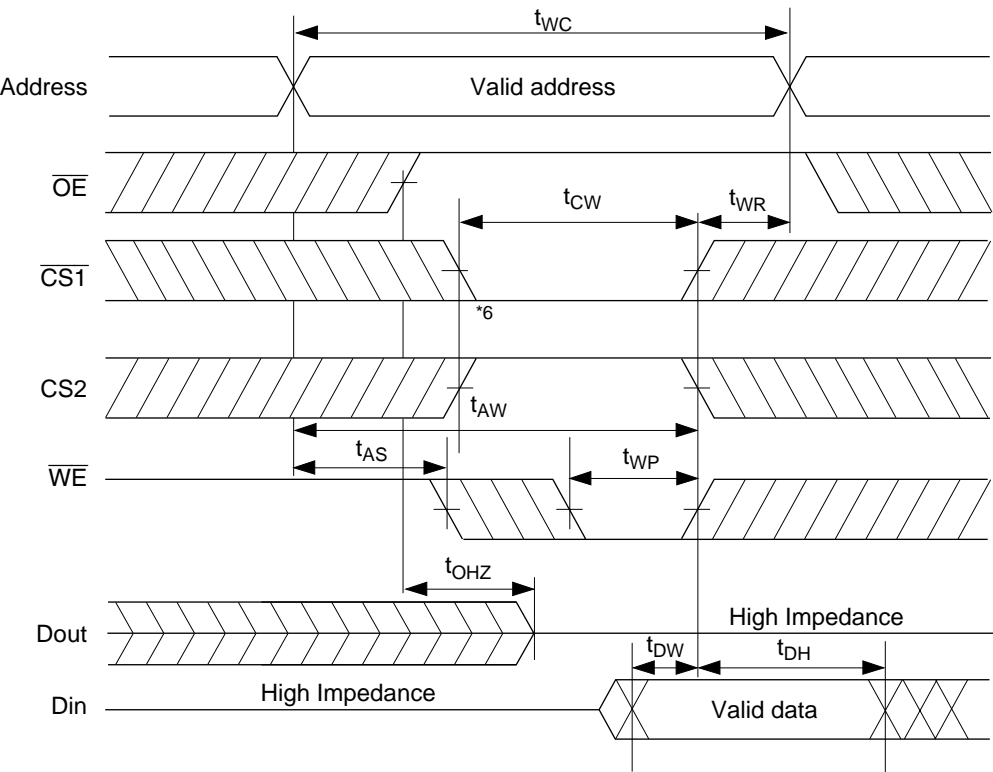 tWC
Address
Valid address
OE
tCW
tWR
CS1
*6
CS2
tAW
tAS
tWP
WE
tOHZ
High Impedance
Dout
tDW
tDH
High Impedance
Din
Valid data